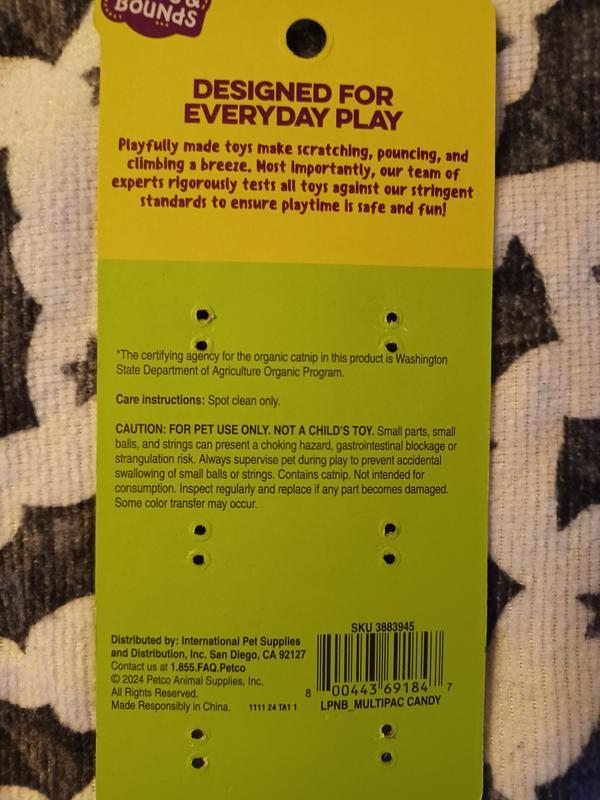 & BOUNdS
DESIGNED FOR
EVERYDAY PLAY
Playfully made toys make scratching, pouncing, and
climbing a breeze. Most importantly, our team of
experts rigorously tests all toys against our stringent
standards to ensure playtime is safe and fun!
*The certifying agency for the organic catnip in this product is Washington
State Department of Agriculture Organic Program.
Care instructions: Spot clean only.
CAUTION: FOR PET USE ONLY. NOT A CHILD'S TOY. Small parts, small
balls, and strings can present a choking hazard, gastrointestinal blockage or
strangulation risk. Always supervise pet during play to prevent accidental
swallowing of small balls or strings. Contains catnip. Not intended for
consumption. Inspect regularly and replace if any part becomes damaged.
Some color transfer may occur.
Distributed by: International Pet Supplies
and Distribution, Inc. San Diego, CA 92127
Contact us at 1.855.FAQ.Petco
© 2024 Petco Animal Supplies, Inc.
All Rights Reserved.
Made Responsibly in China. 1111 24 TA1 1
SKU 3883945
8 00443 69184 7
LPNB_MULTIPAC CANDY